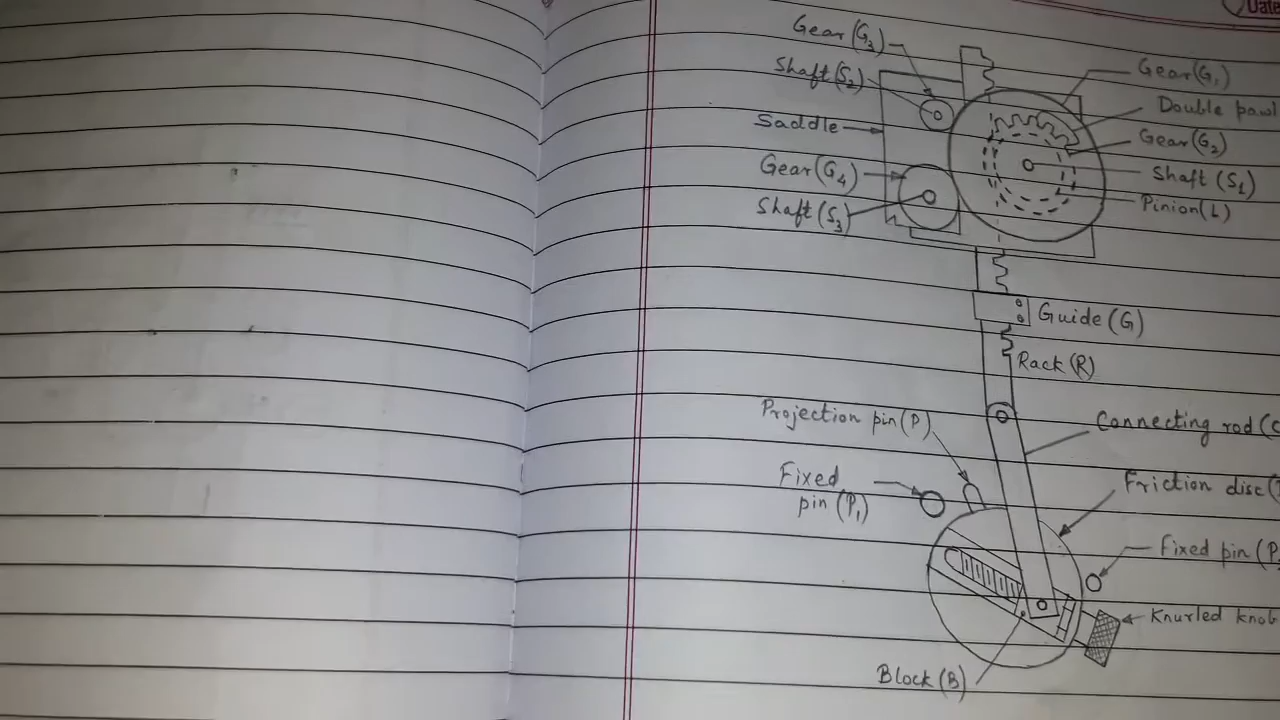 Date
Gear (G3)
Shaft (S2)
Saddle
Gear (G4)
Shaft (S3)
Gear (G1)
Double pawl
Gear (G2)
Shaft (S1)
Pinion (L)
Guide (G)
Rack (R)
Projection pin (P)
Connecting rod (C
Fixed
pin (P1)
Friction disc (
Fixed pin (P
Knurled knob
Block (B)